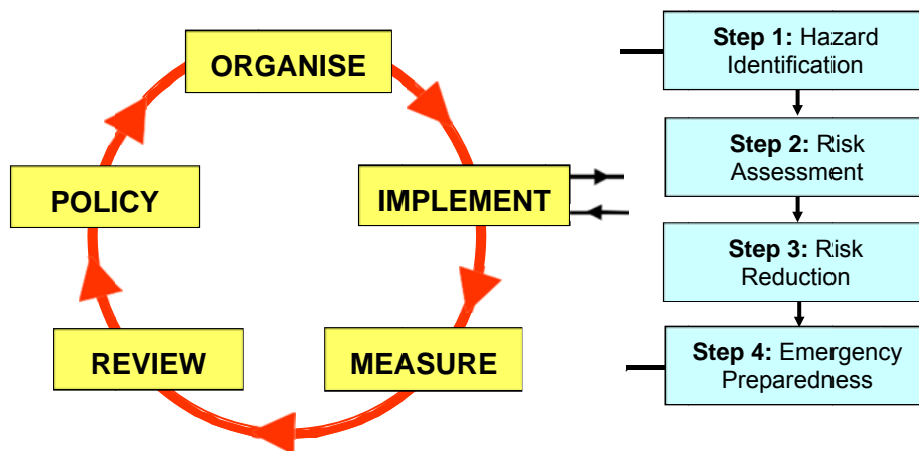 ORGANISE
POLICY
IMPLEMENT
REVIEW
MEASURE
Step 1: Hazard
Identification
Step 2: Risk
Assessment
Step 3: Risk
Reduction
Step 4: Emergency
Preparedness